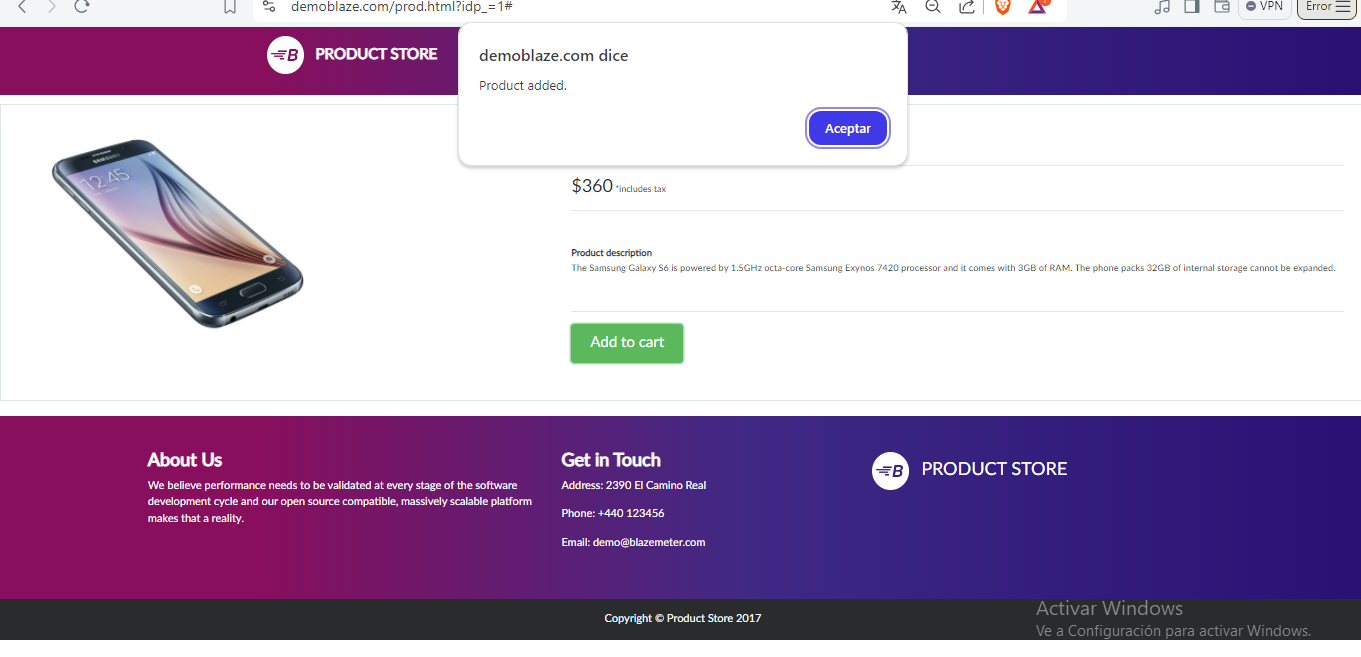 demoblaze.com/prod.html?idp_=1#
VPN
Error
PRODUCT STORE
demoblaze.com dice
Product added.
Aceptar
SAMSUNG
12:45
$360 *includes tax
Product description
The Samsung Galaxy S6 is powered by 1.5GHz octa-core Samsung Exynos 7420 processor and it comes with 3GB of RAM. The phone packs 32GB of internal storage cannot be expanded.
Add to cart
About Us
We believe performance needs to be validated at every stage of the software
development cycle and our open source compatible, massively scalable platform
makes that a reality.
Get in Touch
Address: 2390 El Camino Real
Phone: +440 123456
Email: demo@blazemeter.com
PRODUCT STORE
Copyright © Product Store 2017
Activar Windows
Ve a Configuración para activar Windows.